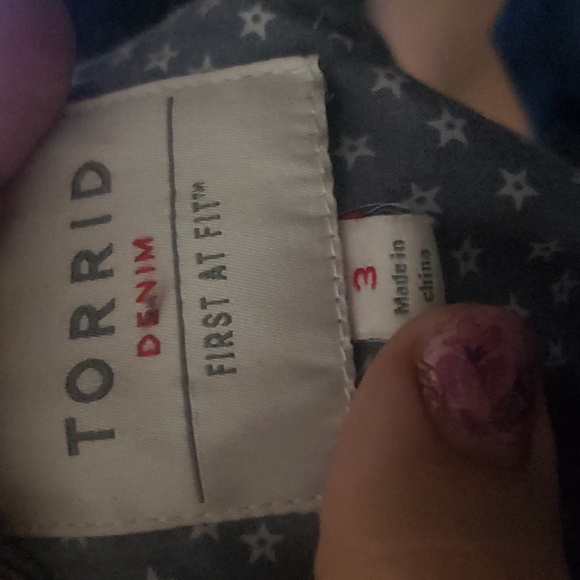 TORRID
DENIM
FIRST AT FIT™
3
Made in
china